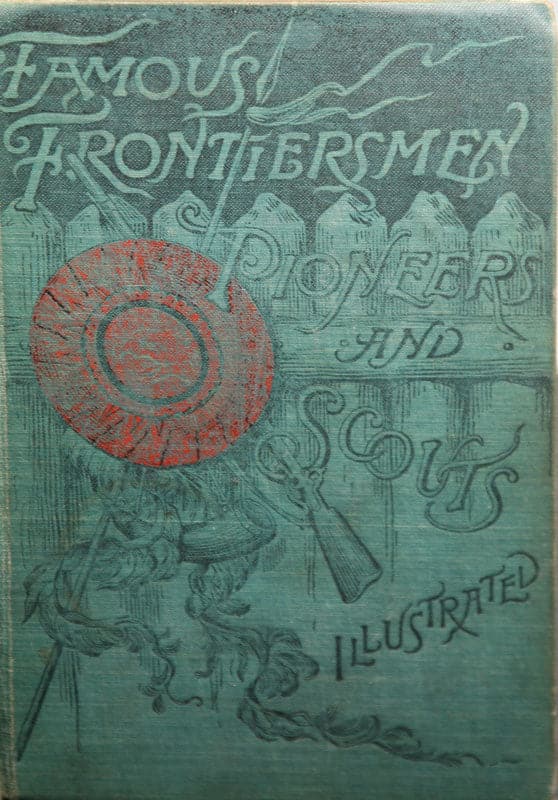 FAMOUS
FRONTIERSMEN
PIONEERS
AND
SCOUTS
ILLUSTRATED